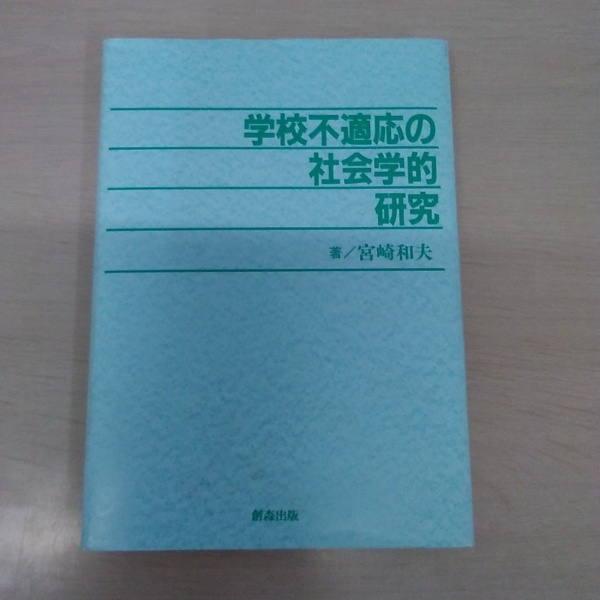 学校不適応の
社会学的
研究
著／宮崎和夫
創森出版